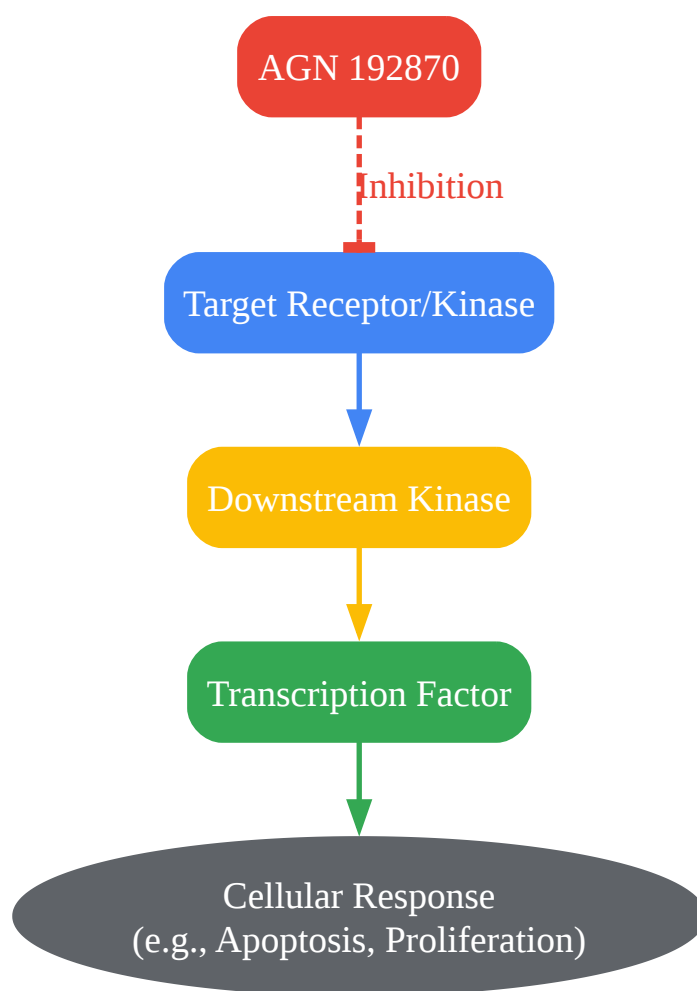 AGN 192870
Inhibition
Target Receptor/Kinase
Downstream Kinase
Transcription Factor
Cellular Response
(e.g., Apoptosis, Proliferation)